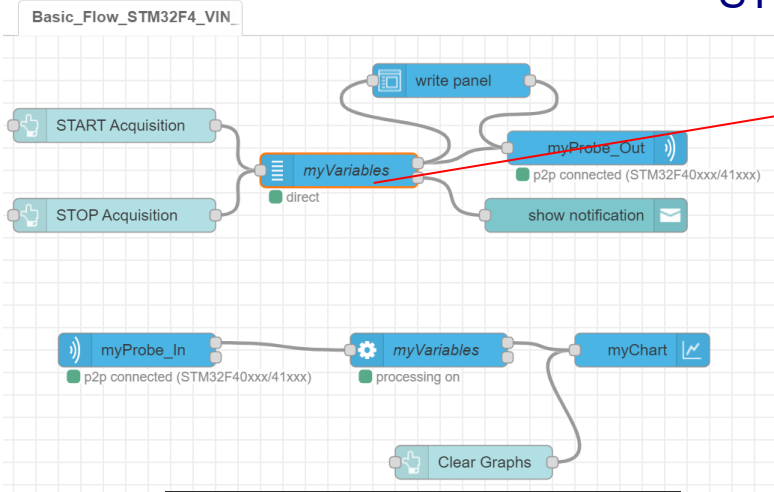 ST
Basic_Flow_STM32F4_VIN_
write panel
START Acquisition
myProbe_Out
myVariables
p2p connected (STM32F40xxx/41xxx)
direct
STOP Acquisition
show notification
myProbe_In
myVariables
myChart
p2p connected (STM32F40xxx/41xxx)
processing on
Clear Graphs